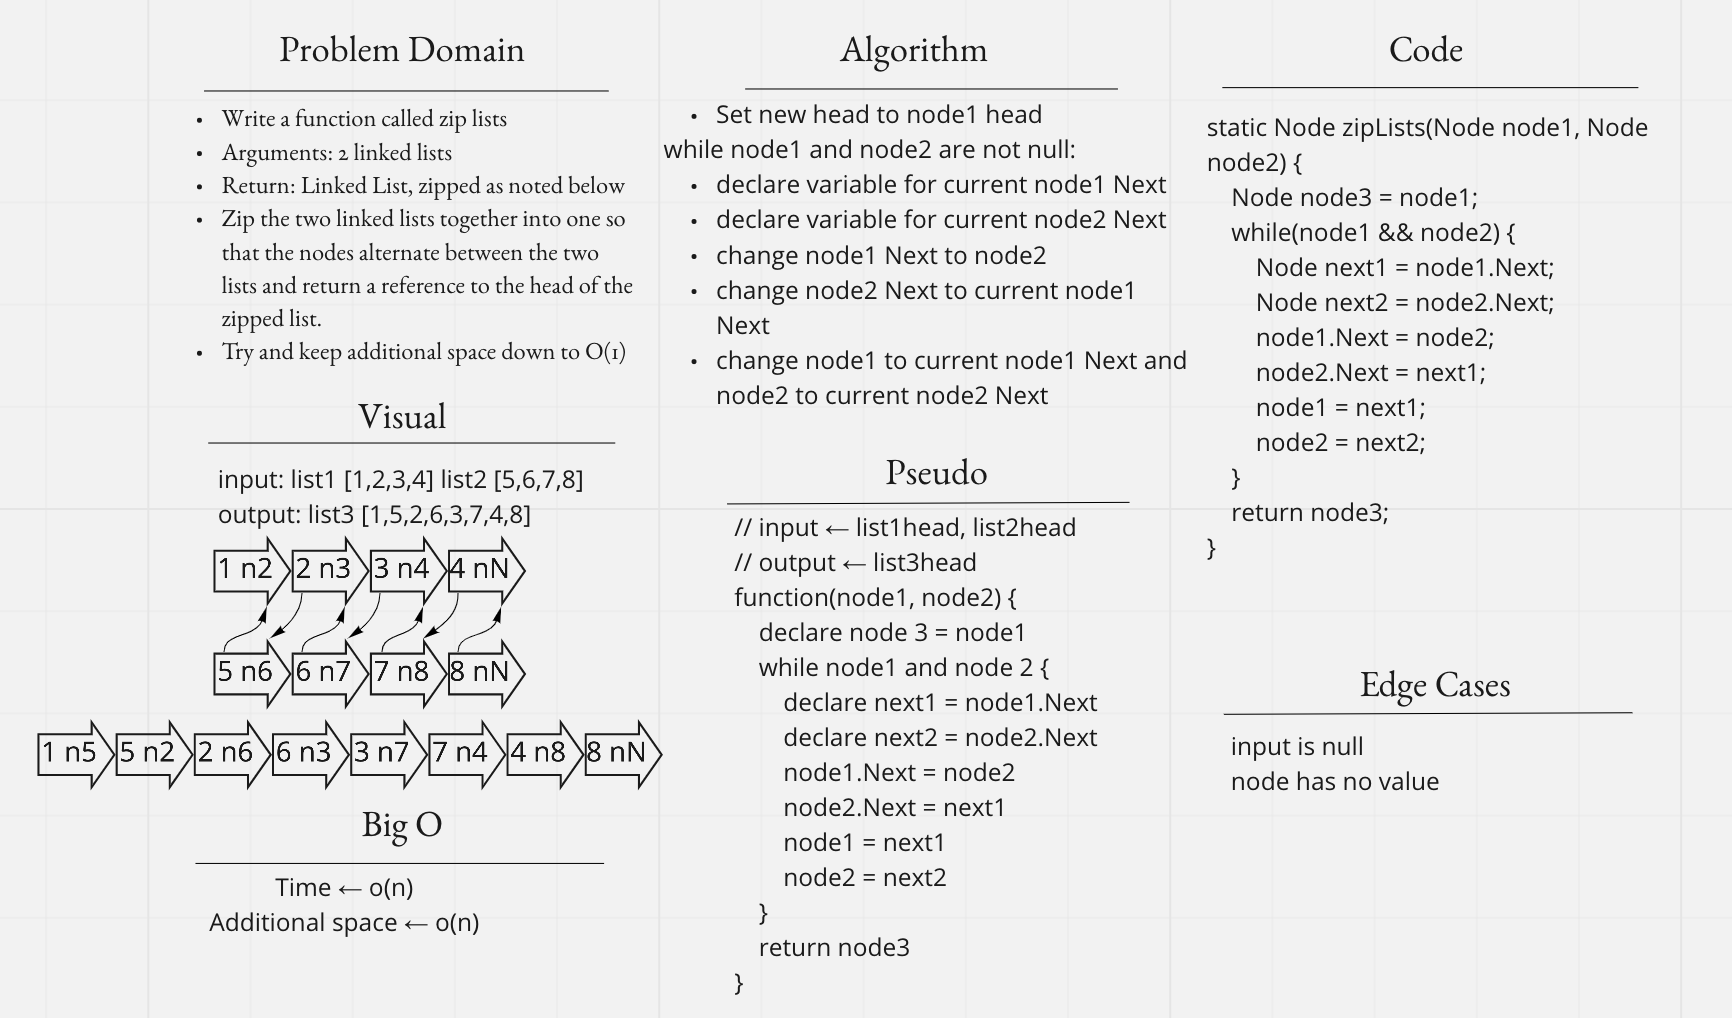 Problem Domain
• Write a function called zip lists
• Arguments: 2 linked lists
• Return: Linked List, zipped as noted below
• Zip the two linked lists together into one so
that the nodes alternate between the two
lists and return a reference to the head of the
zipped list.
• Try and keep additional space down to O(1)
Visual
input: list1 [1,2,3,4] list2 [5,6,7,8]
output: list3 [1,5,2,6,3,7,4,8]
1 n2 2 n3 3 n4 4 nN
5 n6 6 n7 7 n8 8 nN
1 n5 5 n2 2 n6 6 n3 3 n7 7 n4 4 n8 8 nN
Big O
Time ← o(n)
Additional space ← o(n)
Algorithm
• Set new head to node1 head
while node1 and node2 are not null:
• declare variable for current node1 Next
• declare variable for current node2 Next
• change node1 Next to node2
• change node2 Next to current node1
Next
• change node1 to current node1 Next and
node2 to current node2 Next
Pseudo
// input ← list1head, list2head
// output ← list3head
function(node1, node2) {
declare node 3 = node1
while node1 and node 2 {
declare next1 = node1.Next
declare next2 = node2.Next
node1.Next = node2
node2.Next = next1
node1 = next1
node2 = next2
}
return node3
}
Code
static Node zipLists(Node node1, Node
node2) {
Node node3 = node1;
while(node1 && node2) {
Node next1 = node1.Next;
Node next2 = node2.Next;
node1.Next = node2;
node2.Next = next1;
node1 = next1;
node2 = next2;
}
return node3;
}
Edge Cases
input is null
node has no value